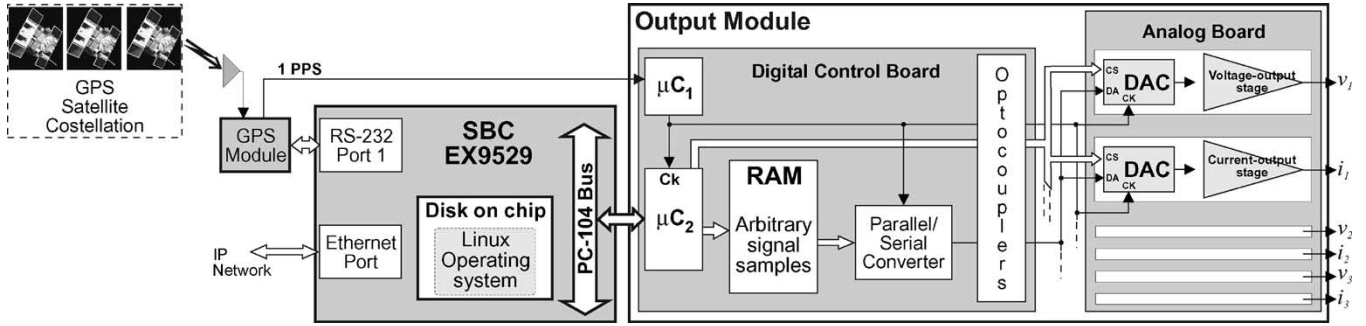 GPS
Satellite
Costellation
GPS
Module
1 PPS
RS-232
Port 1
SBC
EX9529
Disk on chip
Linux
Operating
system
PC-104 Bus
IP
Network
Ethernet
Port
Output Module
Digital Control Board
μC1
Ck
μC2
RAM
Arbitrary
signal
samples
Parallel/
Serial
Converter
Optocouplers
Analog Board
CS
DA
CK
DAC
Voltage-output
stage
v1
CS
DA
CK
DAC
Current-output
stage
i1
v2
i2
v3
i3